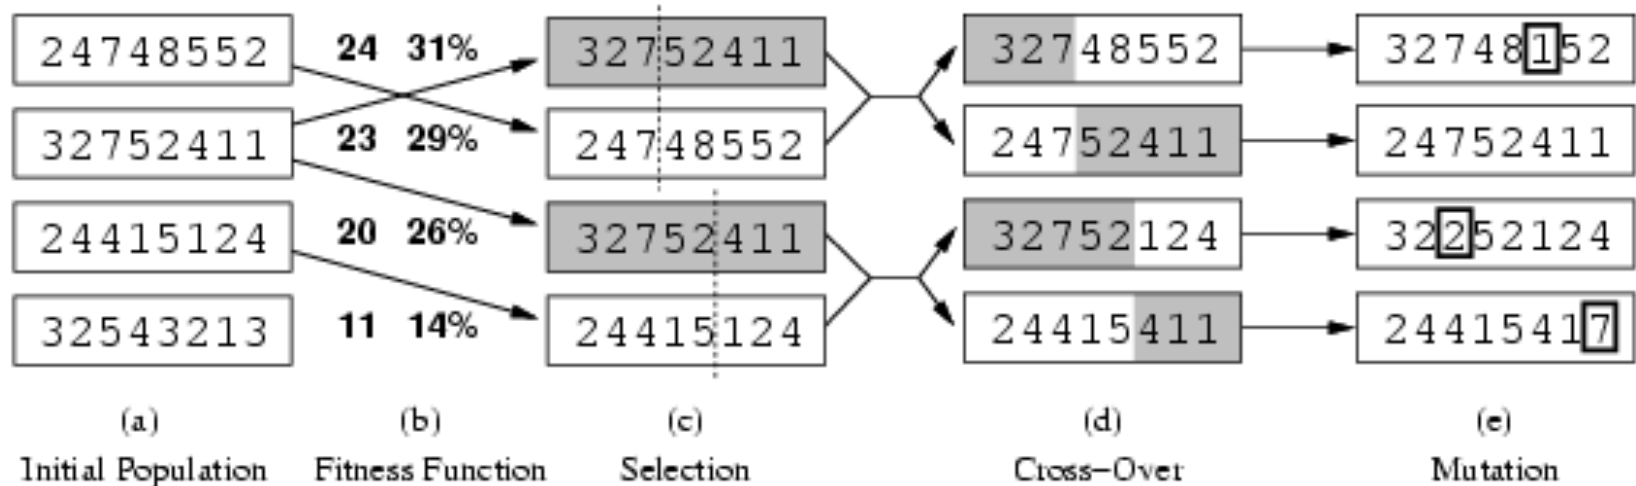 24748552 24 31% 32752411 32748552 32748152
32752411 23 29% 24748552 24752411 24752411
24415124 20 26% 32752411 32752124 32252124
32543213 11 14% 24415124 24415411 24415417
(a) (b) (c) (d) (e)
Initial Population Fitness Function Selection Cross–Over Mutation